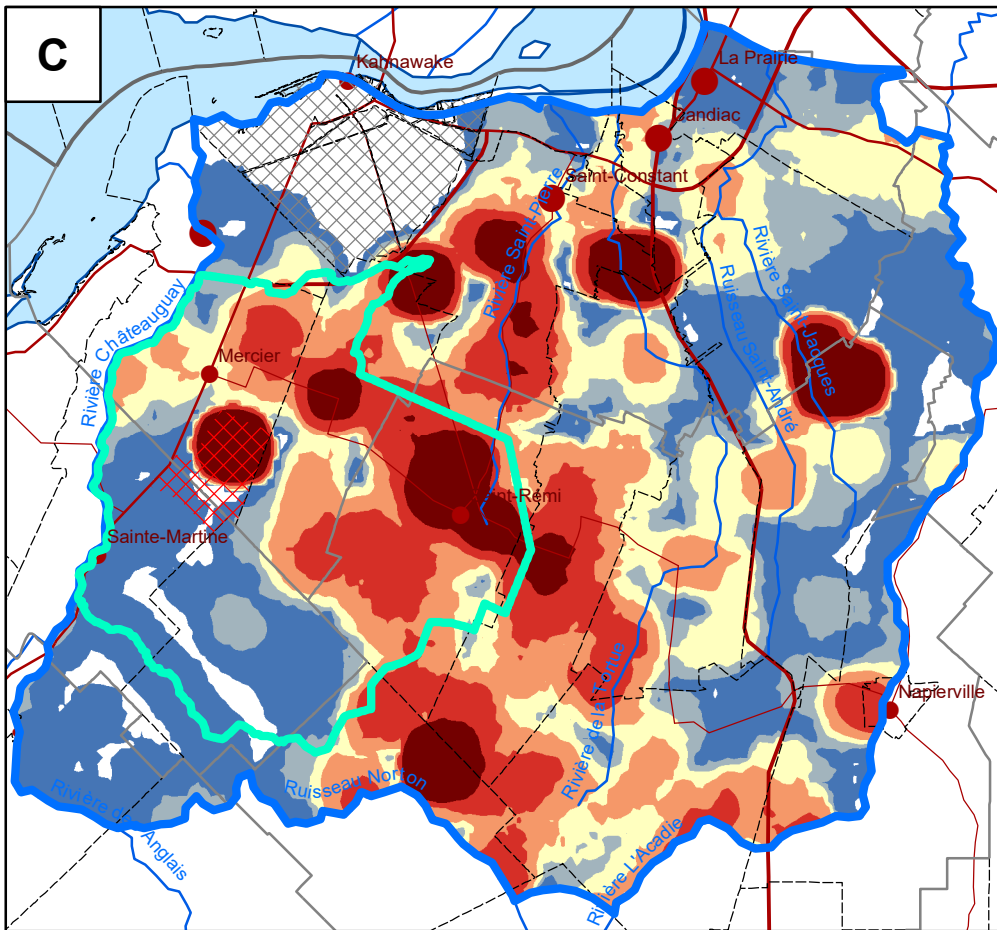 C
Kahnawake
La Prairie
Candiac
Saint-Constant
Rivière Saint-Pierre
Rivière Saint-Jacques
Ruisseau Saint-André
Rivière Châteauguay
Mercier
Saint-Rémi
Sainte-Martine
Rivière de la Tortue
Napierville
Ruisseau Norton
Rivière des Anglais
Rivière L'Acadie